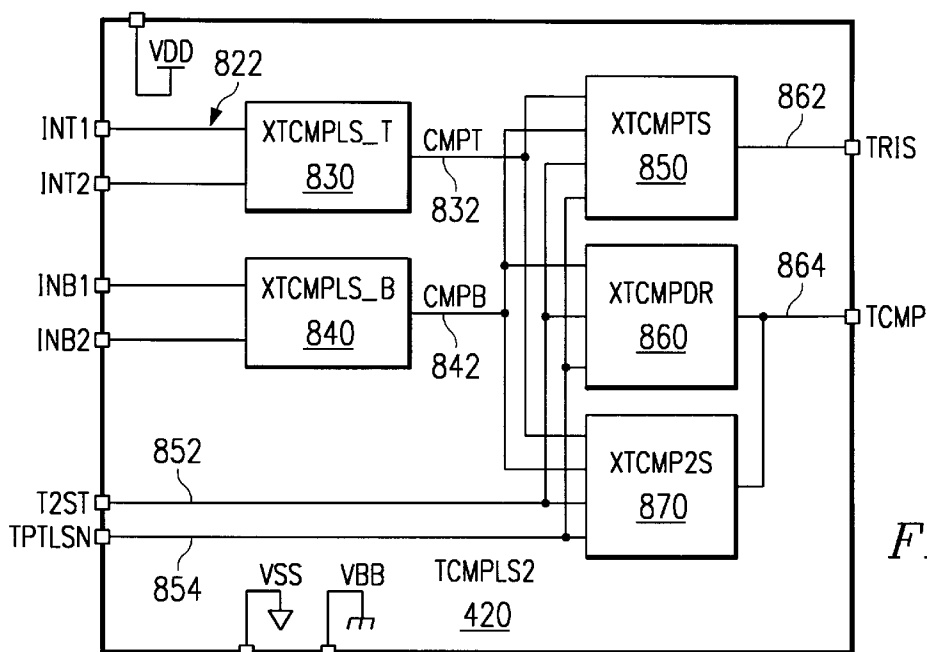 VDD
822
INT1
XTCMPLS_T
830
CMPT
832
INT2
XTCMPTS
850
862
TRIS
INB1
XTCMPLS_B
840
CMPB
842
INB2
XTCMPDR
860
864
TCMP
XTCMP2S
870
852
T2ST
TPTLSN
854
VSS
VBB
TCMPLS2
420
F